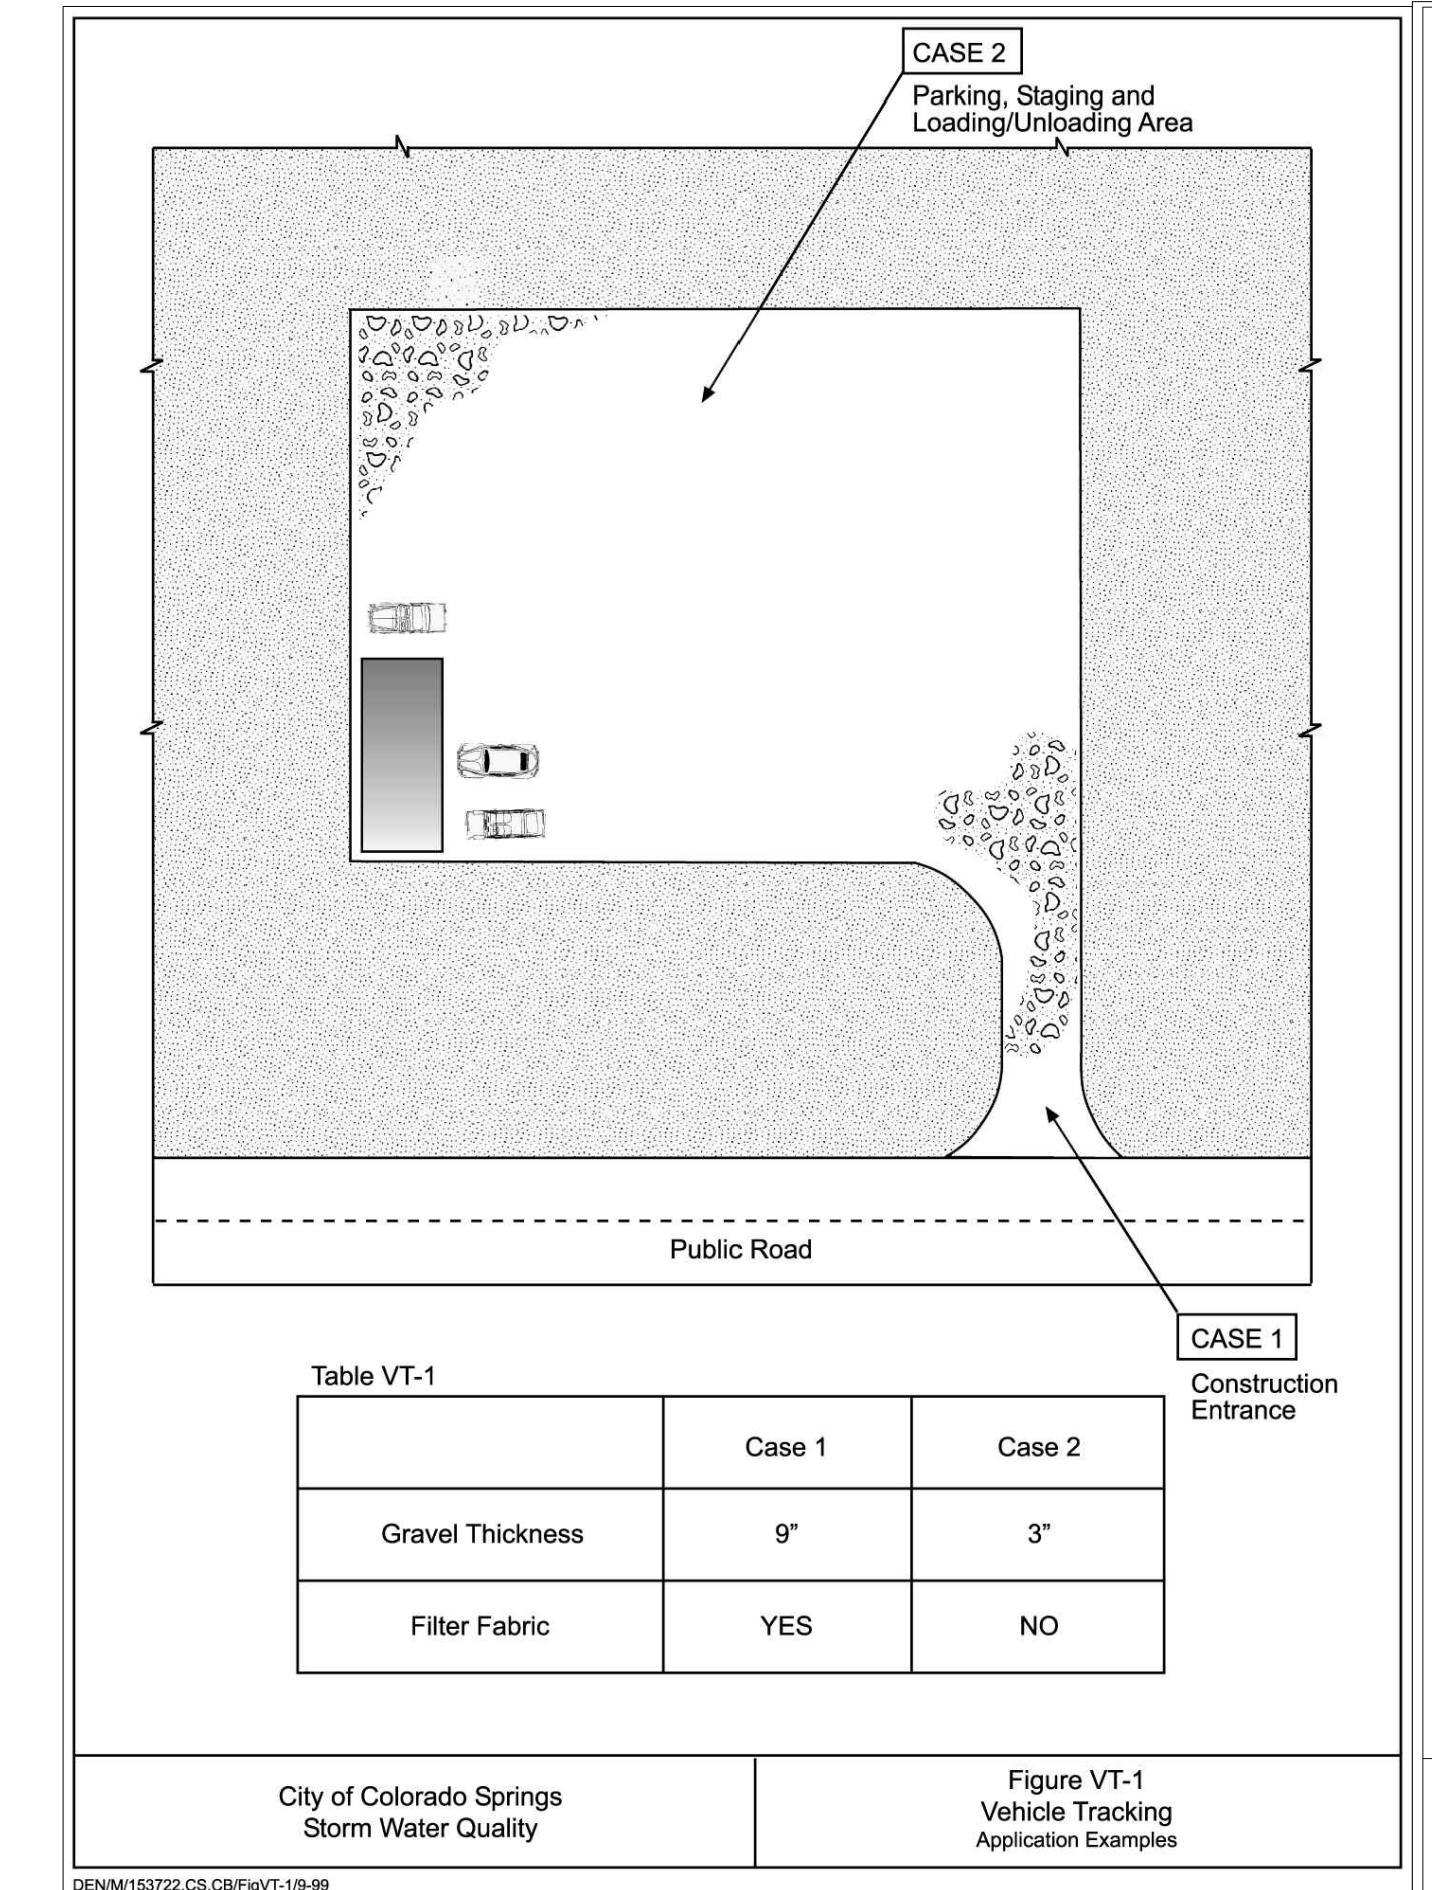 CASE 2
Parking, Staging and
Loading/Unloading Area
Public Road
CASE 1
Construction
Entrance
Table VT-1
Case 1 Case 2
Gravel Thickness 9” 3”
Filter Fabric YES NO
City of Colorado Springs
Storm Water Quality
Figure VT-1
Vehicle Tracking
Application Examples
DEN/M/153722.CS.CB/FigVT-1/9-99